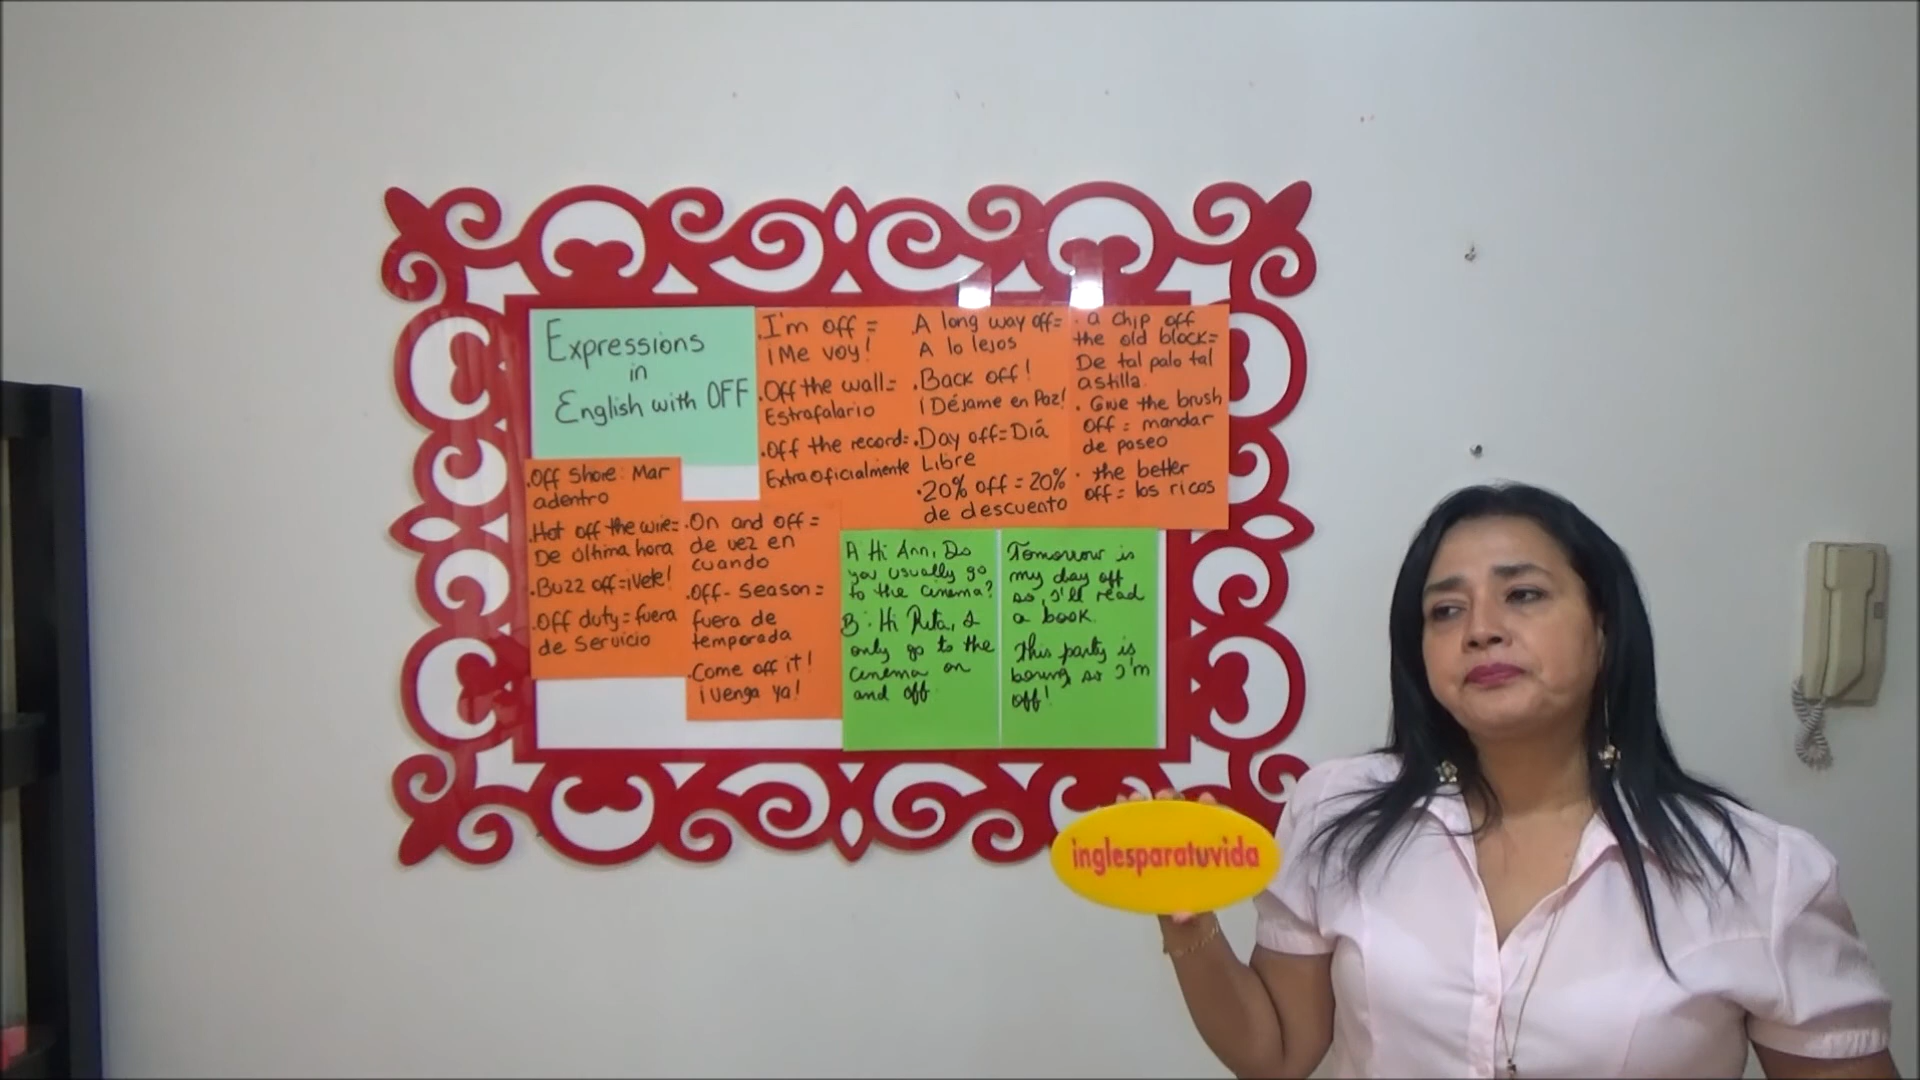 Expressions
in
English with OFF
.I'm off =
¡Me voy!
.Off the wall=
Estrafalario
.Off the record=
Extraoficialmente
.A long way off=
A lo lejos
.Back off!
¡Déjame en Paz!
.Day off=Diá
Libre
.20% off = 20%
de descuento
. a chip off
the old block=
De tal palo tal
astilla.
. Give the brush
off = mandar
de paseo
. the better
off = los ricos
.Off Shore: Mar
adentro
.Hot off the wire=
De última hora
.Buzz off=¡Vete!
.Off duty = fuera
de Servicio
.On and off =
de vez en
cuando
.Off-season =
fuera de
temporada
.Come off it!
¡Venga ya!
A Hi Ann, Do
you usually go
to the cinema?
B: Hi Rita, I
only go to the
cinema on
and off.
Tomorrow is
my day off
so, I'll read
a book.
This party is
boring so I'm
off!
inglesparatuvida